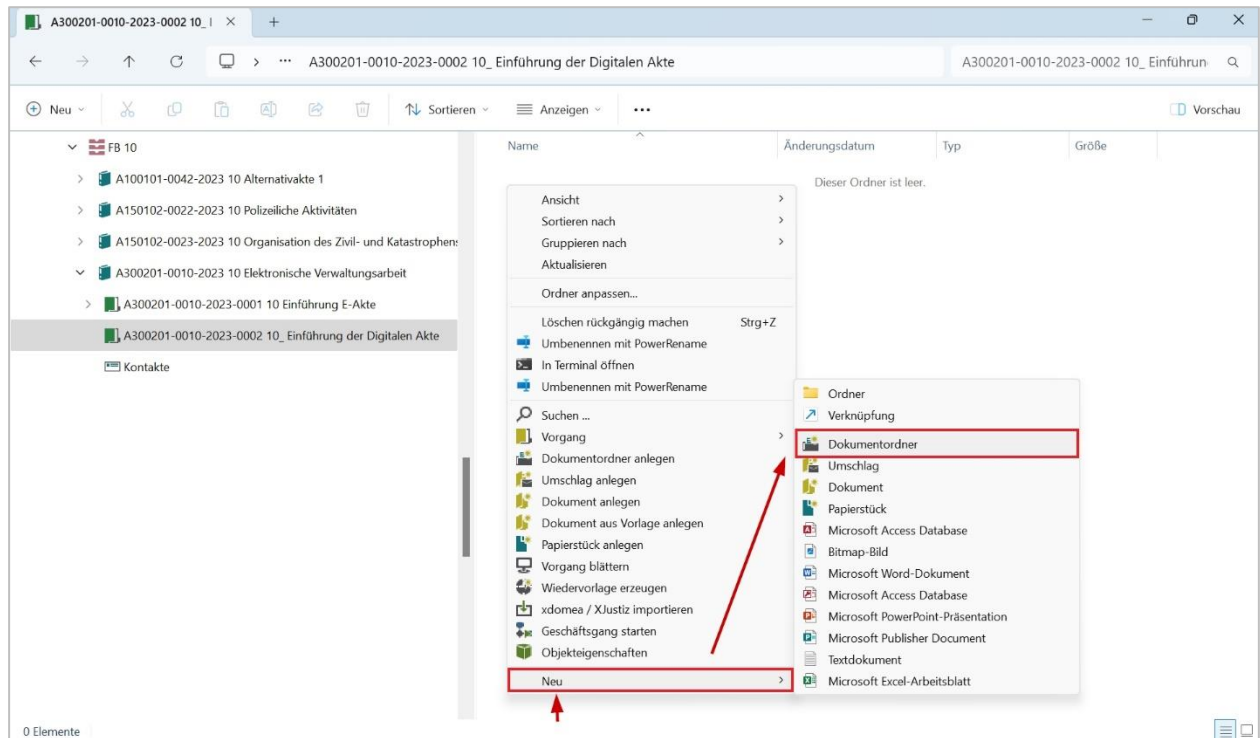 A300201-0010-2023-0002 10_ I
A300201-0010-2023-0002 10_ Einführung der Digitalen Akte
A300201-0010-2023-0002 10_ Einführun
Neu
Sortieren
Anzeigen
Vorschau
FB 10
A100101-0042-2023 10 Alternativakte 1
A150102-0022-2023 10 Polizeiliche Aktivitäten
A150102-0023-2023 10 Organisation des Zivil- und Katastrophens
A300201-0010-2023 10 Elektronische Verwaltungsarbeit
A300201-0010-2023-0001 10 Einführung E-Akte
A300201-0010-2023-0002 10_ Einführung der Digitalen Akte
Kontakte
Name
Änderungsdatum
Typ
Größe
Dieser Ordner ist leer.
Ansicht
Sortieren nach
Gruppieren nach
Aktualisieren
Ordner anpassen...
Löschen rückgängig machen Strg+Z
Umbenennen mit PowerRename
In Terminal öffnen
Umbenennen mit PowerRename
Suchen ...
Vorgang
Dokumentordner anlegen
Umschlag anlegen
Dokument anlegen
Dokument aus Vorlage anlegen
Papierstück anlegen
Vorgang blättern
Wiedervorlage erzeugen
xdomea / XJustiz importieren
Geschäftsgang starten
Objekteigenschaften
Neu
Ordner
Verknüpfung
Dokumentordner
Umschlag
Dokument
Papierstück
Microsoft Access Database
Bitmap-Bild
Microsoft Word-Dokument
Microsoft Access Database
Microsoft PowerPoint-Präsentation
Microsoft Publisher Document
Textdokument
Microsoft Excel-Arbeitsblatt
0 Elemente